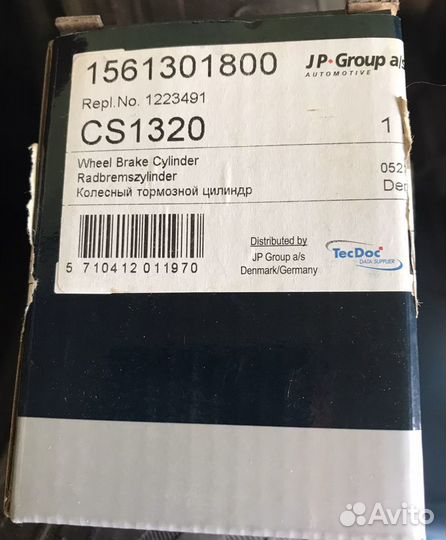 1561301800
JP Group a/s
AUTOMOTIVE
Repl.No. 1223491
CS1320
1
Wheel Brake Cylinder
Radbremszylinder
Колесный тормозной цилиндр
Distributed by
JP Group a/s
Denmark/Germany
TecDoc
DATA SUPPLIER
5 710412 011970
Avito